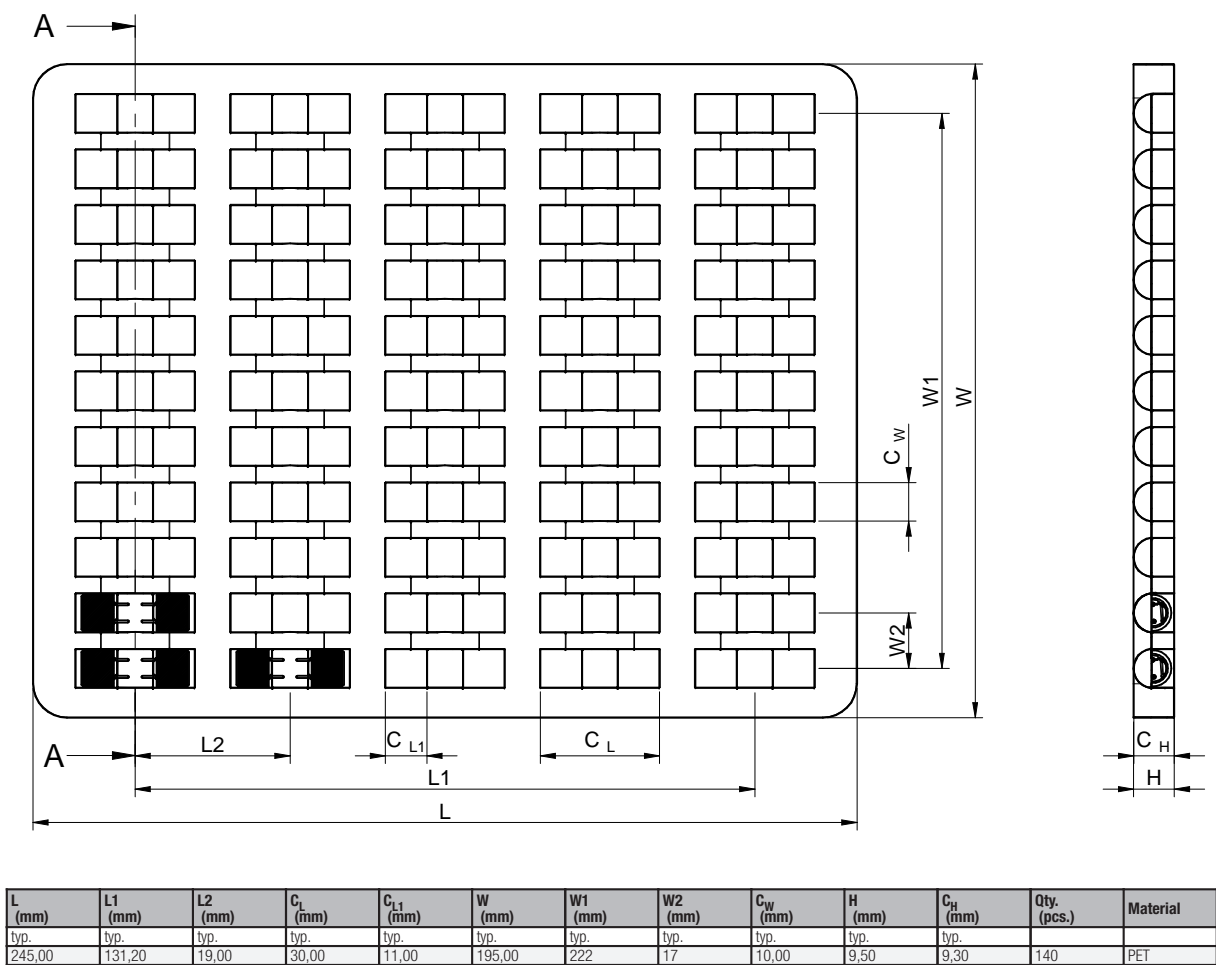 A
W1
W
C W
W2
A
L2
C L1
C L
C H
L1
H
L
L (mm) L1 (mm) L2 (mm) CL (mm) CL1 (mm) W (mm) W1 (mm) W2 (mm) CW (mm) H (mm) CH (mm) Qty. (pcs.) Material
typ. typ. typ. typ. typ. typ. typ. typ. typ. typ. typ.
245,00 131,20 19,00 30,00 11,00 195,00 222 17 10,00 9,50 9,30 140 PET